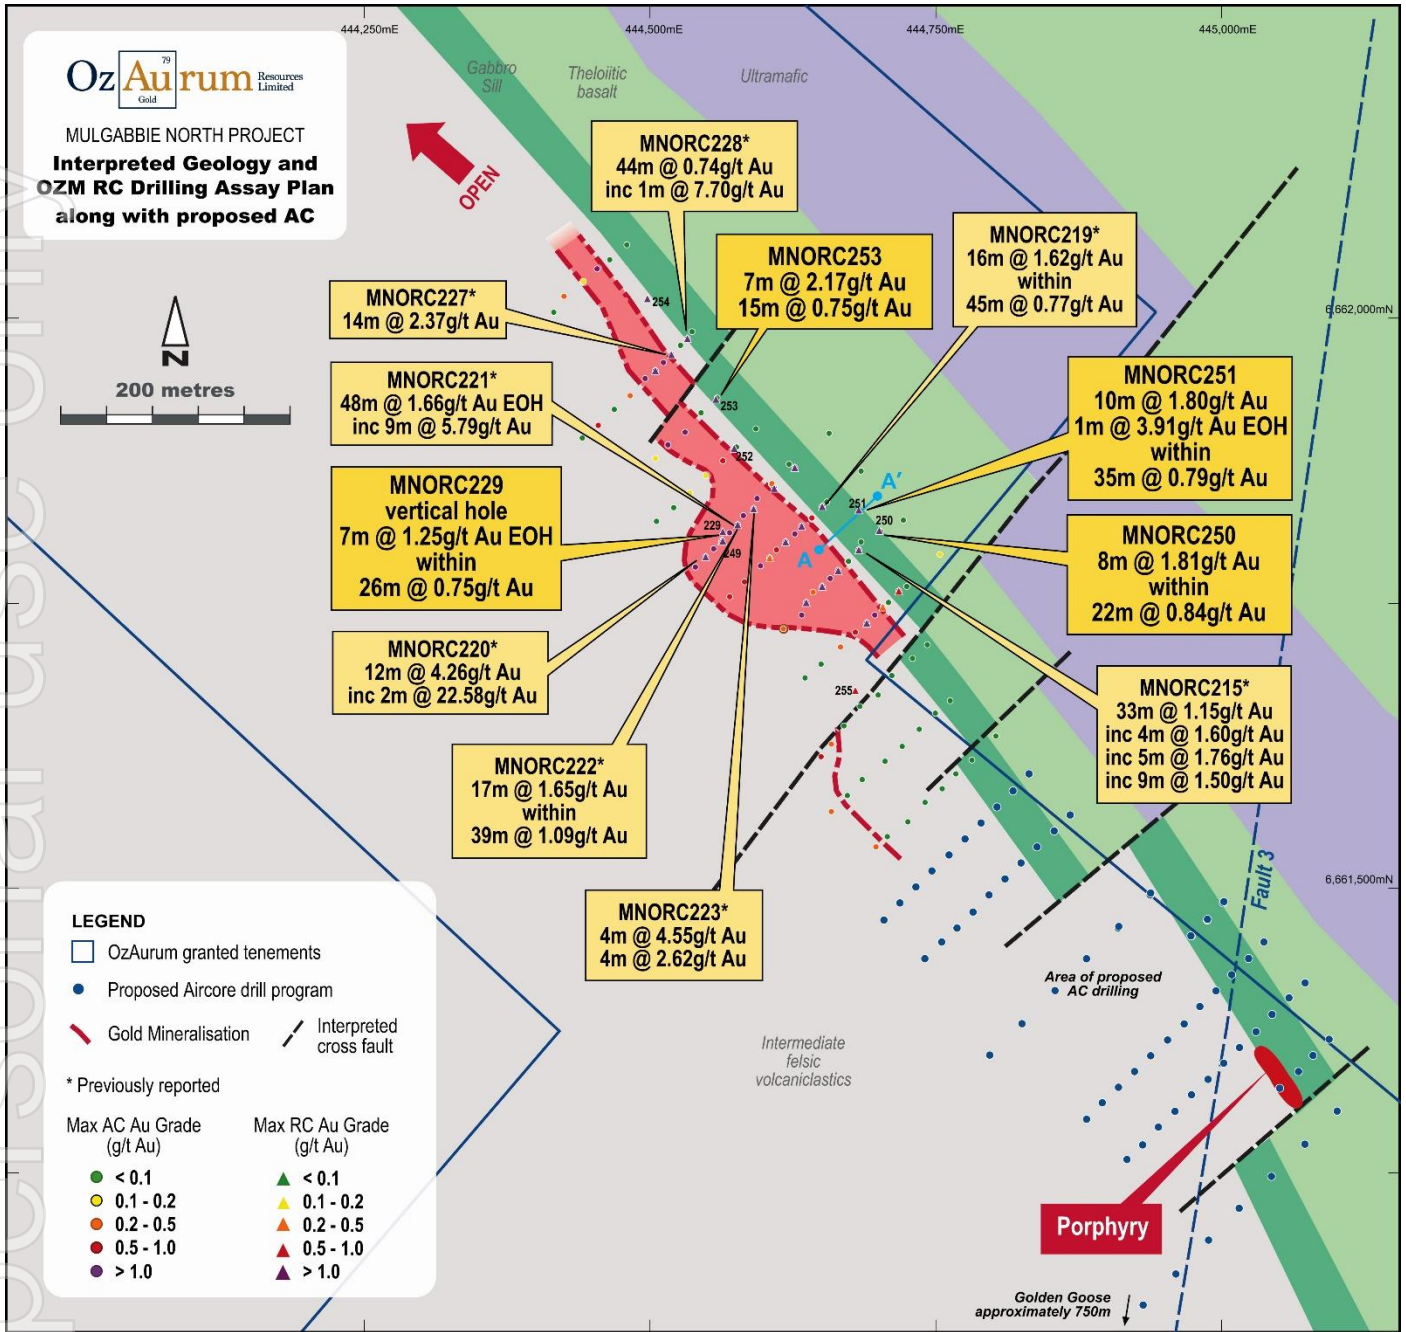 444,250mE
444,500mE
444,750mE
445,000mE
OzAurum Resources Limited
79
Gold
MULGABBIE NORTH PROJECT
Interpreted Geology and
OZM RC Drilling Assay Plan
along with proposed AC
OPEN
Gabbro
Sill
Theloiitic
basalt
Ultramafic
N
200 metres
MNORC228*
44m @ 0.74g/t Au
inc 1m @ 7.70g/t Au
MNORC253
7m @ 2.17g/t Au
15m @ 0.75g/t Au
MNORC219*
16m @ 1.62g/t Au
within
45m @ 0.77g/t Au
6,662,000mN
MNORC227*
14m @ 2.37g/t Au
MNORC221*
48m @ 1.66g/t Au EOH
inc 9m @ 5.79g/t Au
MNORC251
10m @ 1.80g/t Au
1m @ 3.91g/t Au EOH
within
35m @ 0.79g/t Au
MNORC229
vertical hole
7m @ 1.25g/t Au EOH
within
26m @ 0.75g/t Au
MNORC250
8m @ 1.81g/t Au
within
22m @ 0.84g/t Au
MNORC220*
12m @ 4.26g/t Au
inc 2m @ 22.58g/t Au
MNORC215*
33m @ 1.15g/t Au
inc 4m @ 1.60g/t Au
inc 5m @ 1.76g/t Au
inc 9m @ 1.50g/t Au
MNORC222*
17m @ 1.65g/t Au
within
39m @ 1.09g/t Au
MNORC223*
4m @ 4.55g/t Au
4m @ 2.62g/t Au
254
253
252
251
250
229
249
255
A
A'
6,661,500mN
Fault 3
Area of proposed
AC drilling
Intermediate
felsic
volcaniclastics
Porphyry
Golden Goose
approximately 750m
LEGEND
OzAurum granted tenements
Proposed Aircore drill program
Gold Mineralisation
Interpreted
cross fault
* Previously reported
Max AC Au Grade
(g/t Au)
< 0.1
0.1 - 0.2
0.2 - 0.5
0.5 - 1.0
> 1.0
Max RC Au Grade
(g/t Au)
< 0.1
0.1 - 0.2
0.2 - 0.5
0.5 - 1.0
> 1.0
personal use only